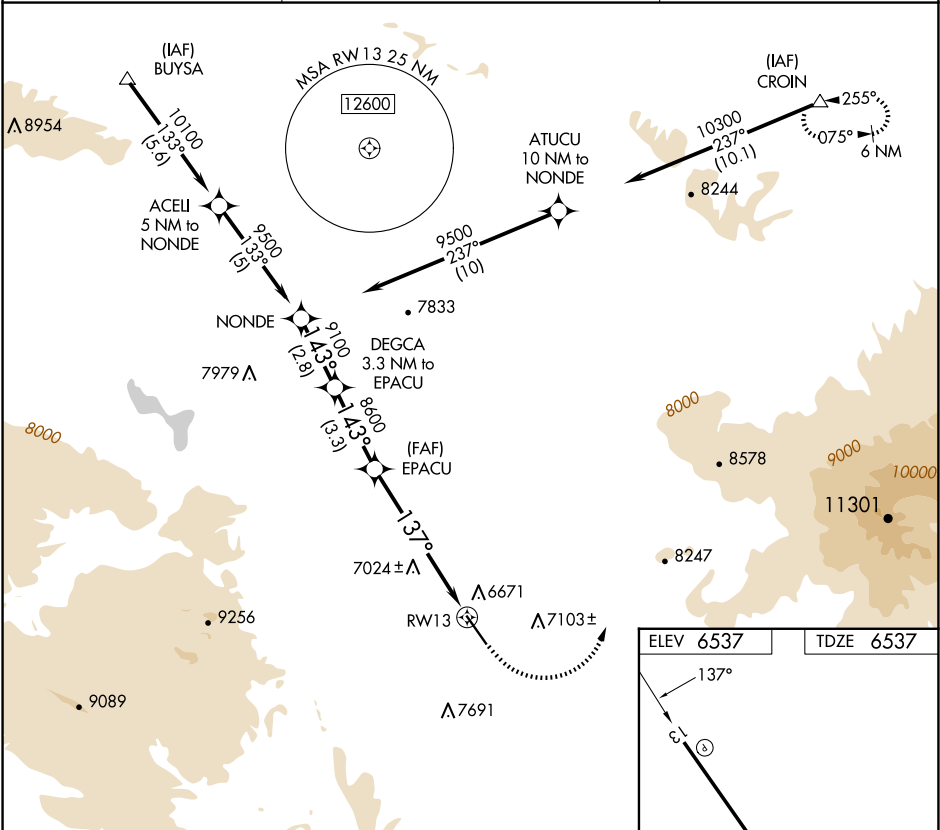 (IAF)
BUYSA
MSA RW13 25 NM
12600
(IAF)
CROIN
255°
075°
6 NM
8954
10100
133°
(5.6)
10300
237°
(10.1)
ATUCU
10 NM to
NONDE
8244
ACELI
5 NM to
NONDE
9500
133°
(5)
9500
237°
(10)
7833
NONDE
9100
143°
(2.8)
DEGCA
3.3 NM to
EPACU
7979
8600
143°
(3.3)
8000
8000
(FAF)
EPACU
8578
9000
10000
11301
137°
7024±
8247
6671
RW13
7103±
9256
9089
7691
ELEV 6537
TDZE 6537
137°
13
P